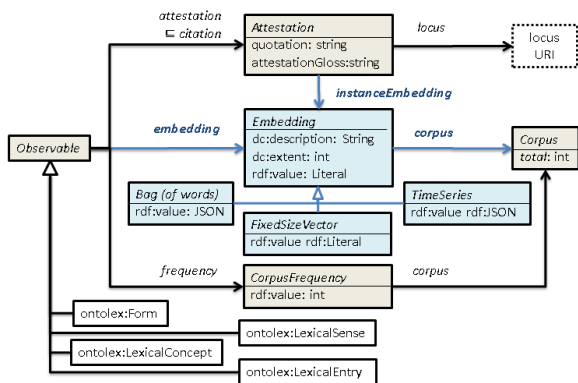 attestation
⊑ citation
Attestation
quotation: string
attestationGloss:string
locus
locus
URI
instanceEmbedding
embedding
Embedding
dc:description: String
dc:extent: int
rdf:value: Literal
corpus
Corpus
total: int
Observable
Bag (of words)
rdf:value: JSON
TimeSeries
rdf:value rdf:JSON
FixedSizeVector
rdf:value rdf:Literal
frequency
CorpusFrequency
rdf:value: int
corpus
ontolex:Form
ontolex:LexicalSense
ontolex:LexicalConcept
ontolex:LexicalEntry